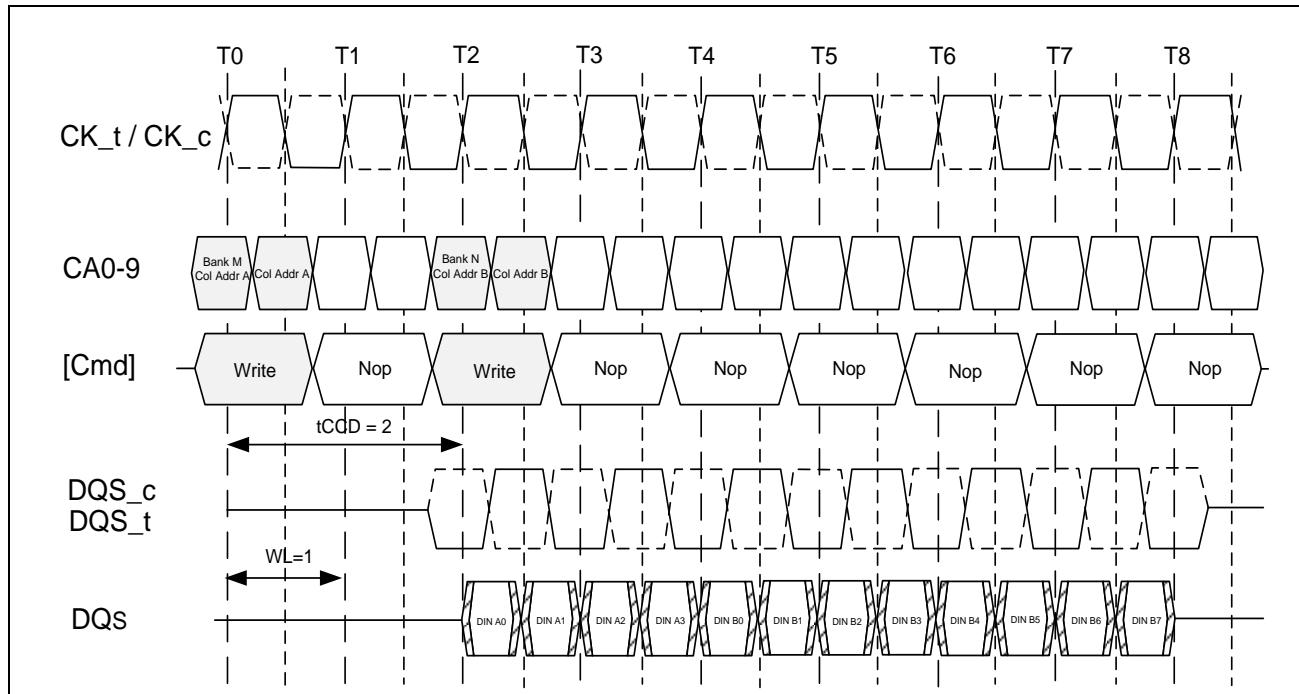 T0 T1 T2 T3 T4 T5 T6 T7 T8
CK_t / CK_c
CA0-9
Bank M
Col Addr A
Col Addr A
Bank N
Col Addr B
Col Addr B
[Cmd]
Write Nop Write Nop Nop Nop Nop Nop Nop
tCCD = 2
DQS_c
DQS_t
WL=1
DQs
DIN A0 DIN A1 DIN A2 DIN A3 DIN B0 DIN B1 DIN B2 DIN B3 DIN B4 DIN B5 DIN B6 DIN B7